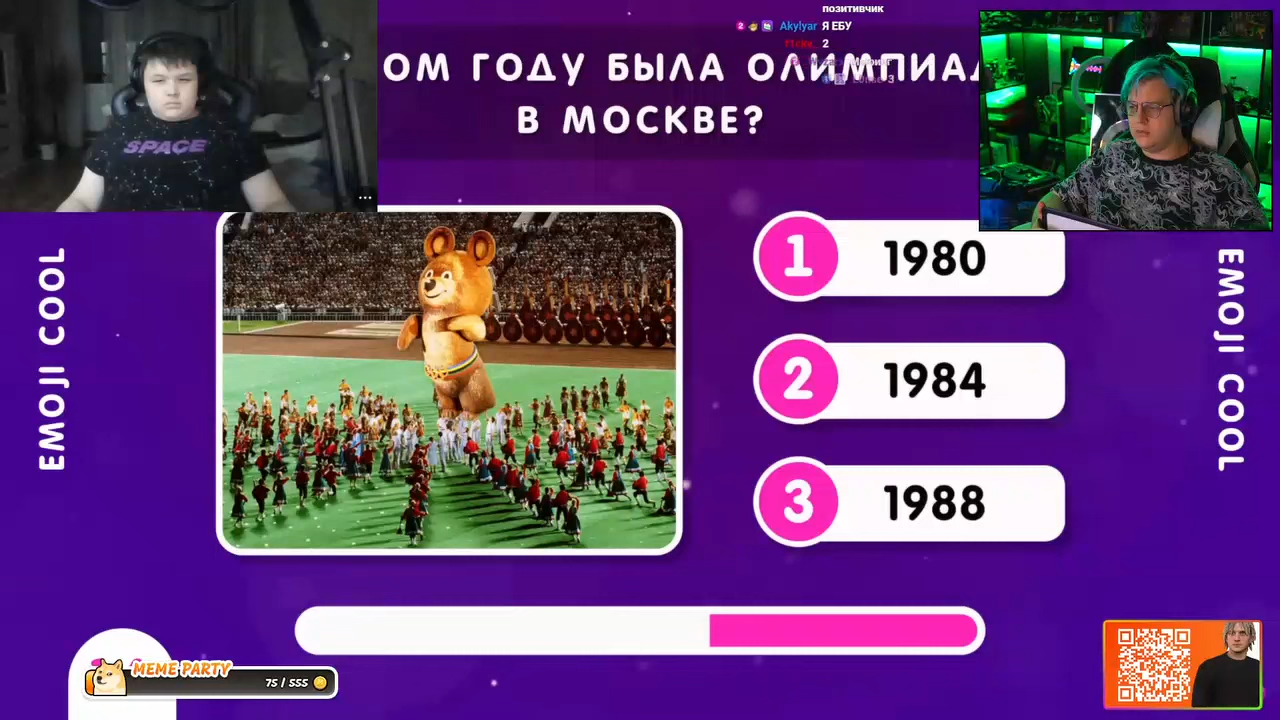 позитивчик
2 Akylyar Я ЕБУ
2
ОМ ГОДУ БЫЛА ОЛИМПИАД
В МОСКВЕ?
SPACE
EMOJI COOL
1 1980
2 1984
3 1988
EMOJI COOL
MEME PARTY
75 / 555